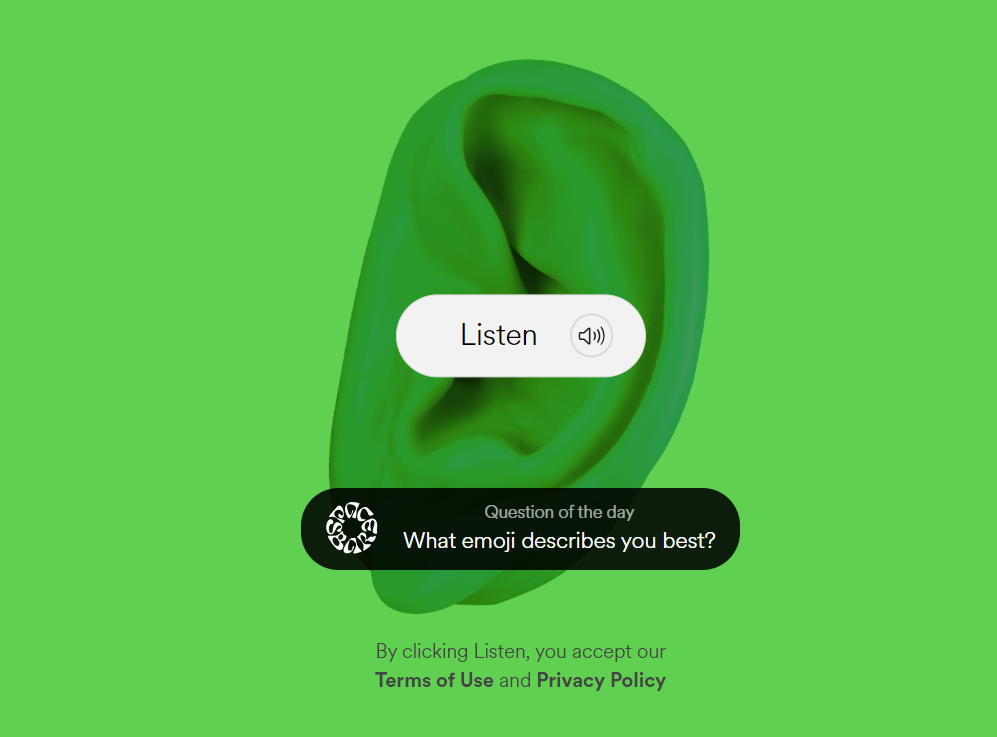 Listen
Question of the day
What emoji describes you best?
By clicking Listen, you accept our
Terms of Use and Privacy Policy